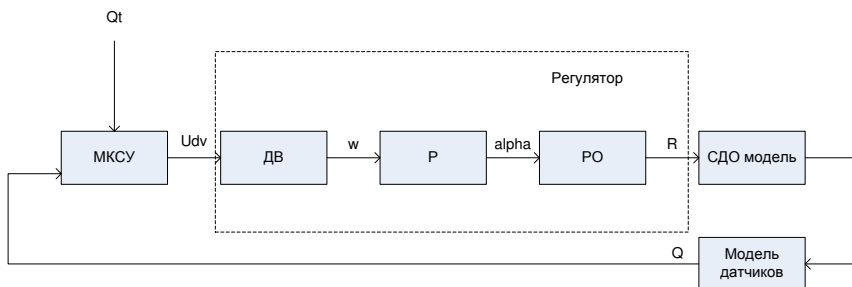 Qt
Регулятор
МКСУ
Udv
ДВ
w
Р
alpha
РО
R
СДО модель
Q
Модель
датчиков